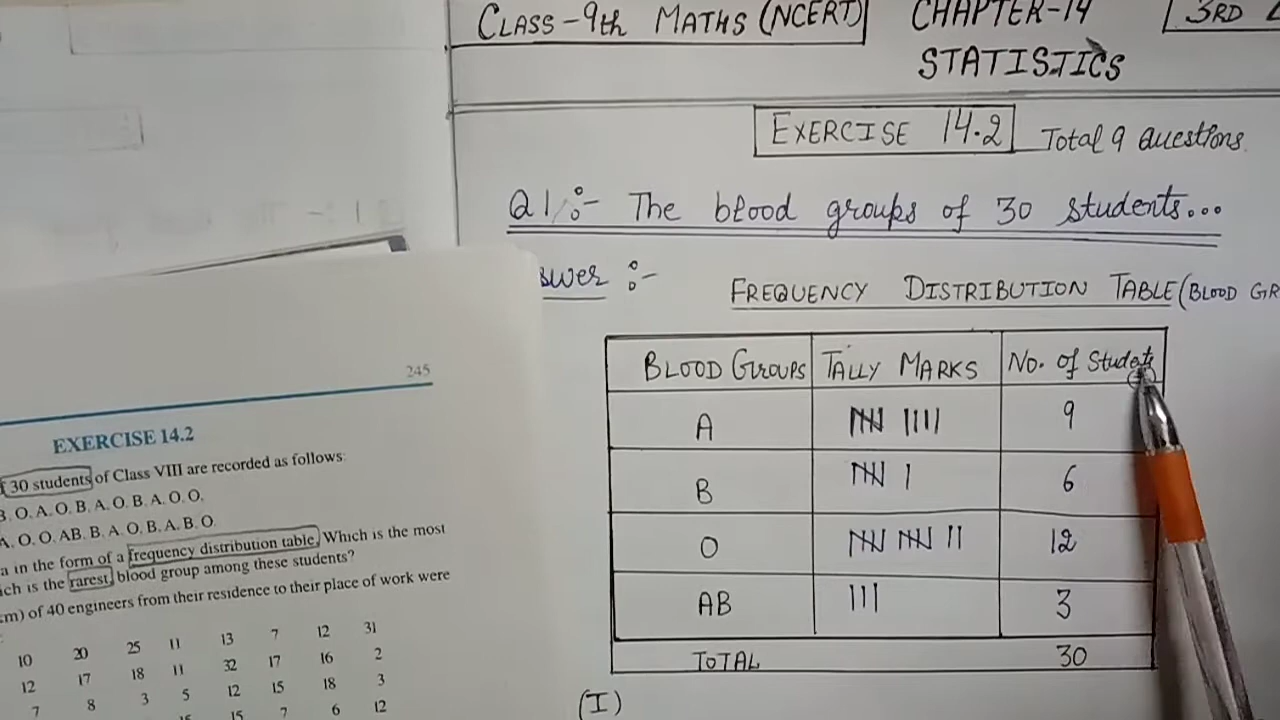 CLASS-9th MATHS (NCERT) CHAPTER-14 3RD
STATISTICS
EXERCISE 14.2 Total 9 Questions.
Q1:- The blood groups of 30 students...
FREQUENCY DISTRIBUTION TABLE (BLOOD GR
BLOOD GROUPS TALLY MARKS NO. of Students
A 9
B 6
O 12
AB 3
TOTAL 30
(I)
245
EXERCISE 14.2
30 students of Class VIII are recorded as follows:
B, O, A, O, B, A, O, B, A, O, O,
A, O, O, AB, B, A, O, B, A, B, O.
in the form of a frequency distribution table. Which is the most
is the rarest, blood group among these students?
of 40 engineers from their residence to their place of work were
10 20 25 11 13 7 12 31
12 17 18 11 32 17 16 2
7 8 3 5 12 15 18 3
15 7 6 12